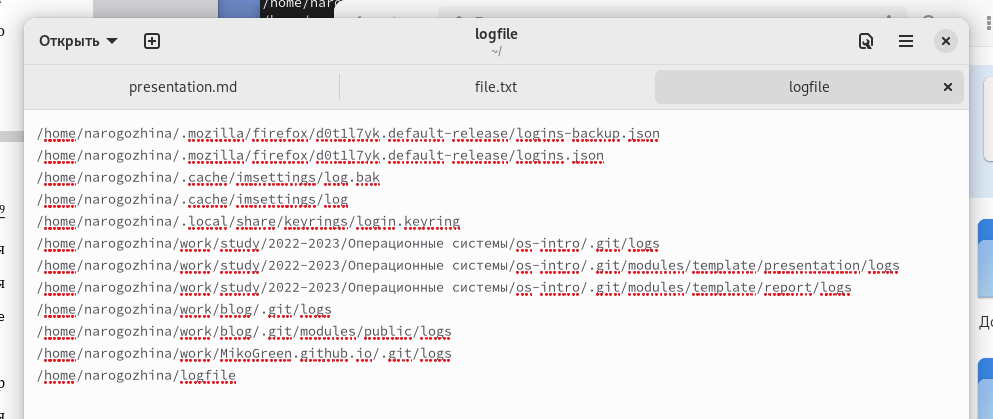 /home/naro
Открыть
logfile
~/
presentation.md
file.txt
logfile
/home/narogozhina/.mozilla/firefox/d0t1l7yk.default-release/logins-backup.json
/home/narogozhina/.mozilla/firefox/d0t1l7yk.default-release/logins.json
/home/narogozhina/.cache/imsettings/log.bak
/home/narogozhina/.cache/imsettings/log
/home/narogozhina/.local/share/keyrings/login.keyring
/home/narogozhina/work/study/2022-2023/Операционные системы/os-intro/.git/logs
/home/narogozhina/work/study/2022-2023/Операционные системы/os-intro/.git/modules/template/presentation/logs
/home/narogozhina/work/study/2022-2023/Операционные системы/os-intro/.git/modules/template/report/logs
/home/narogozhina/work/blog/.git/logs
/home/narogozhina/work/blog/.git/modules/public/logs
/home/narogozhina/work/MikoGreen.github.io/.git/logs
/home/narogozhina/logfile